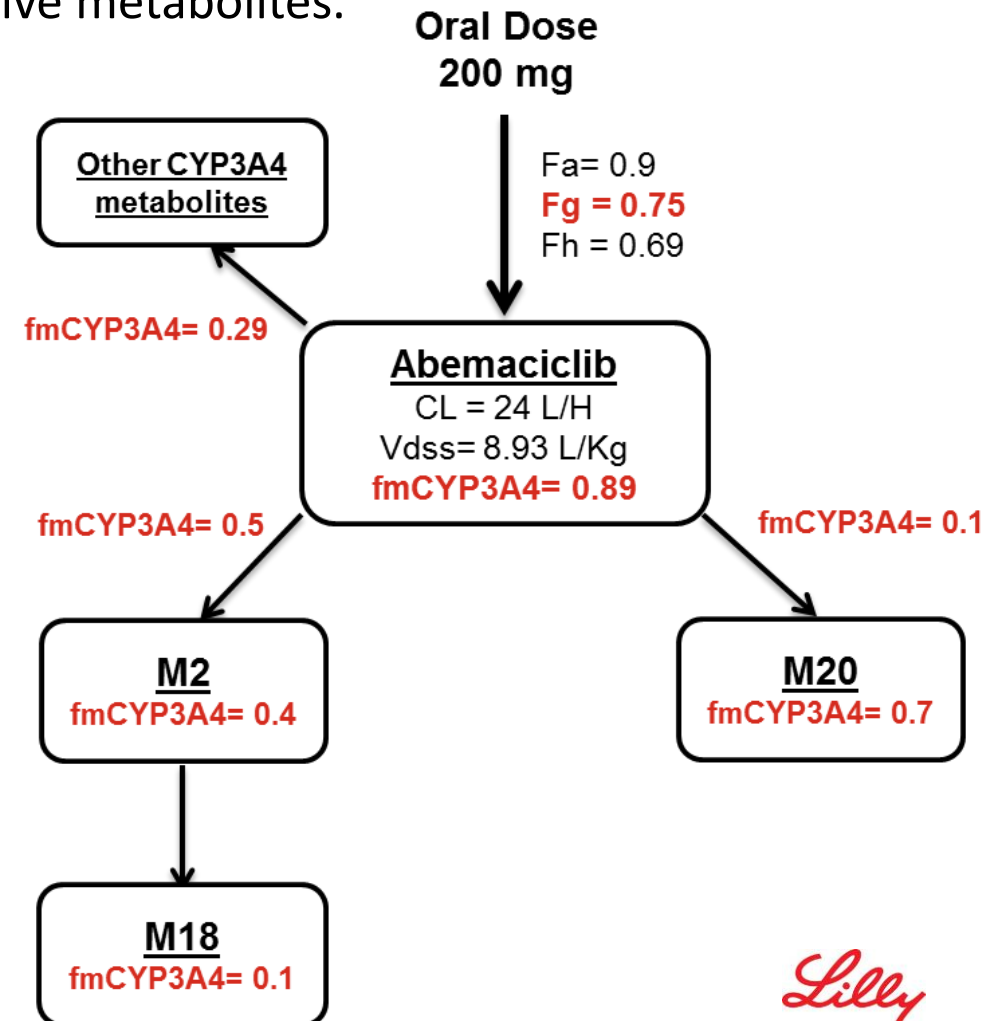 ive metabolites.
Oral Dose
200 mg
Fa= 0.9
Fg = 0.75
Fh = 0.69
Other CYP3A4
metabolites
fmCYP3A4= 0.29
Abemaciclib
CL = 24 L/H
Vdss= 8.93 L/Kg
fmCYP3A4= 0.89
fmCYP3A4= 0.5
fmCYP3A4= 0.1
M2
fmCYP3A4= 0.4
M20
fmCYP3A4= 0.7
M18
fmCYP3A4= 0.1
Lilly